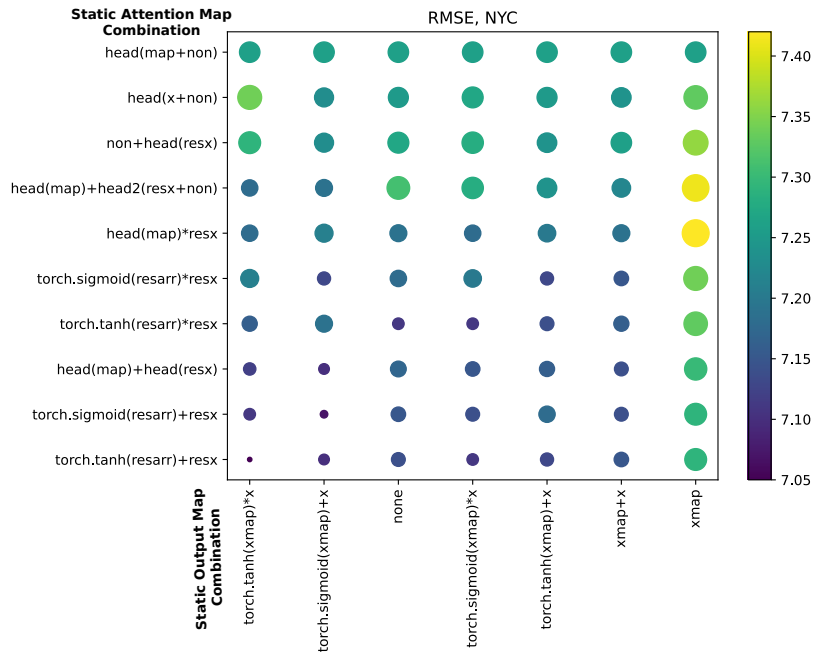 Static Attention Map
Combination
RMSE, NYC
head(map+non)
head(x+non)
non+head(resx)
head(map)+head2(resx+non)
head(map)*resx
torch.sigmoid(resarr)*resx
torch.tanh(resarr)*resx
head(map)+head(resx)
torch.sigmoid(resarr)+resx
torch.tanh(resarr)+resx
7.40
7.35
7.30
7.25
7.20
7.15
7.10
7.05
Static Output Map
Combination
torch.tanh(xmap)*x
torch.sigmoid(xmap)+x
none
torch.sigmoid(xmap)*x
torch.tanh(xmap)+x
xmap+x
xmap